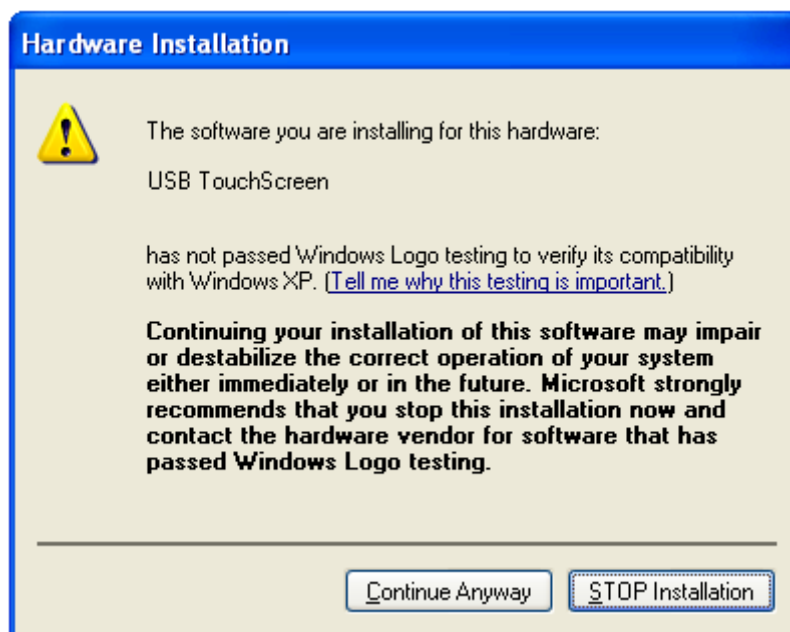 Hardware Installation
The software you are installing for this hardware:
USB TouchScreen
has not passed Windows Logo testing to verify its compatibility
with Windows XP. (Tell me why this testing is important.)
Continuing your installation of this software may impair
or destabilize the correct operation of your system
either immediately or in the future. Microsoft strongly
recommends that you stop this installation now and
contact the hardware vendor for software that has
passed Windows Logo testing.
Continue Anyway
STOP Installation